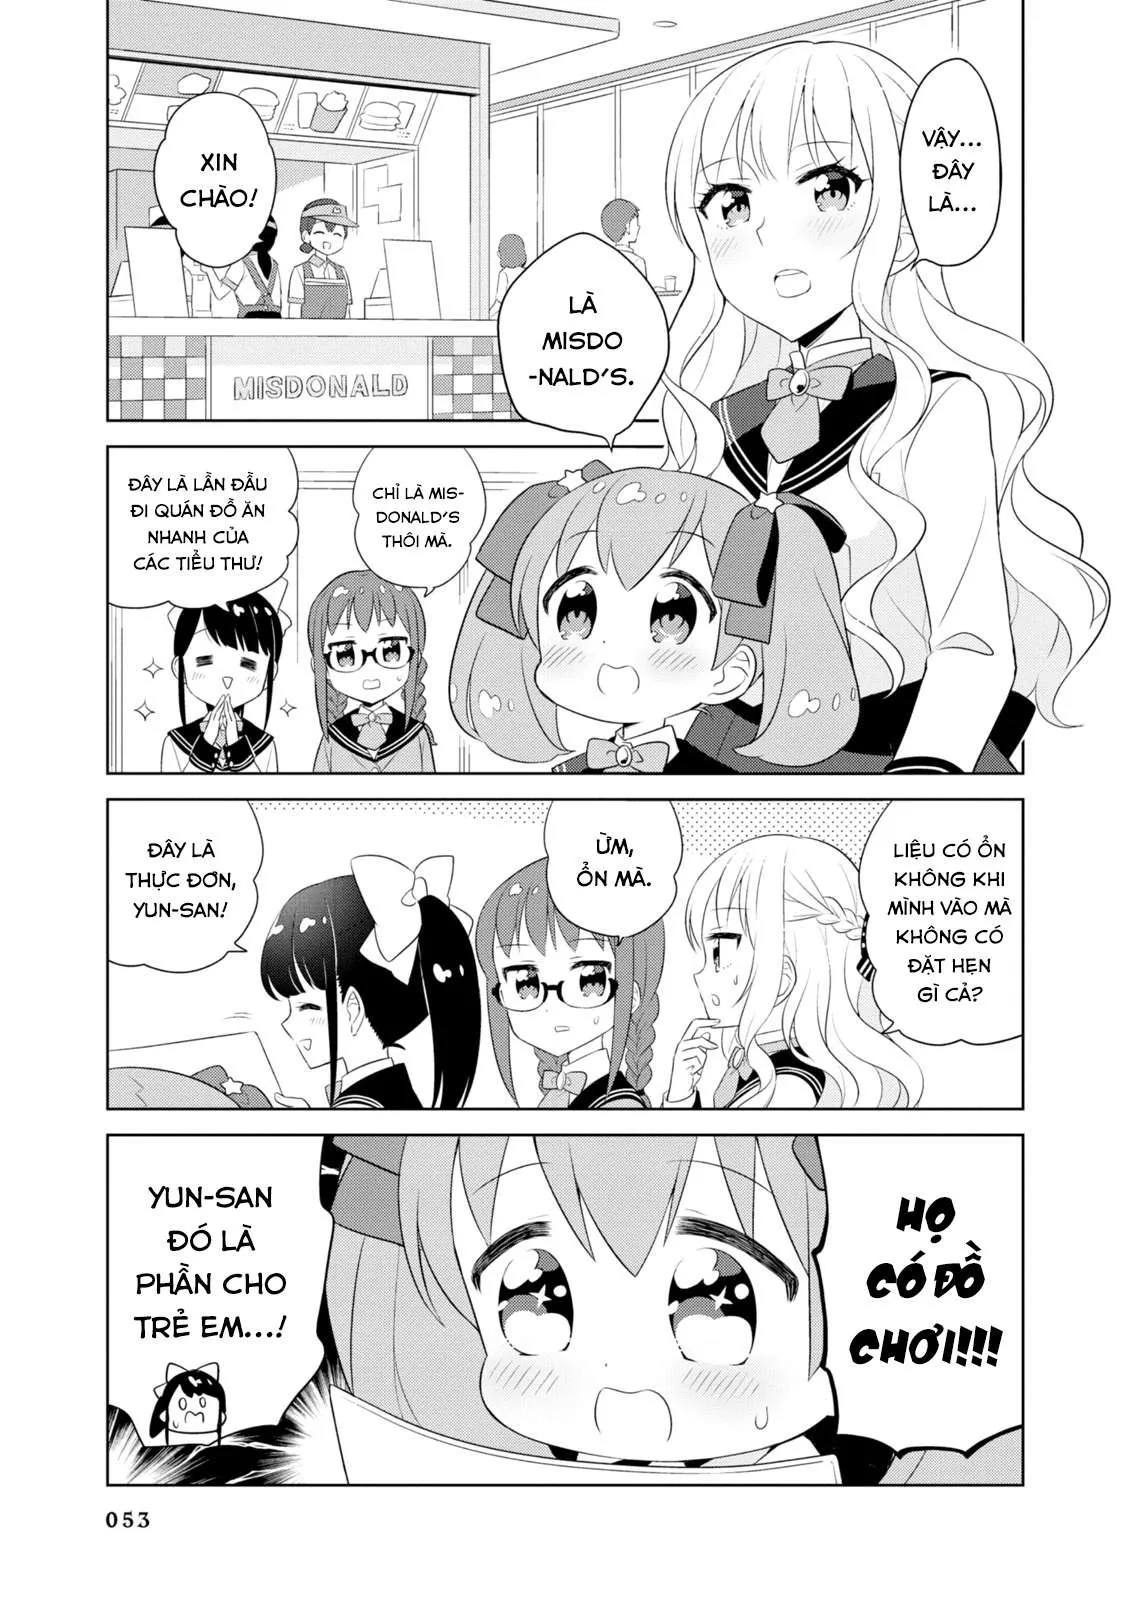 VẬY...
ĐÂY
LÀ...
XIN
CHÀO!
LÀ
MISDO
-NALD'S.
MISDONALD
CHỈ LÀ MIS-
DONALD'S
THÔI MÀ.
ĐÂY LÀ LẦN ĐẦU
ĐI QUÁN ĐỒ ĂN
NHANH CỦA
CÁC TIỂU THƯ!
LIỆU CÓ ỔN
KHÔNG KHI
MÌNH VÀO MÀ
KHÔNG CÓ
ĐẶT HẸN
GÌ CẢ?
ỪM,
ỔN MÀ.
ĐÂY LÀ
THỰC ĐƠN,
YUN-SAN!
HỌ
CÓ ĐỒ
CHƠI!!!
YUN-SAN
ĐÓ LÀ
PHẦN CHO
TRẺ EM...!
053